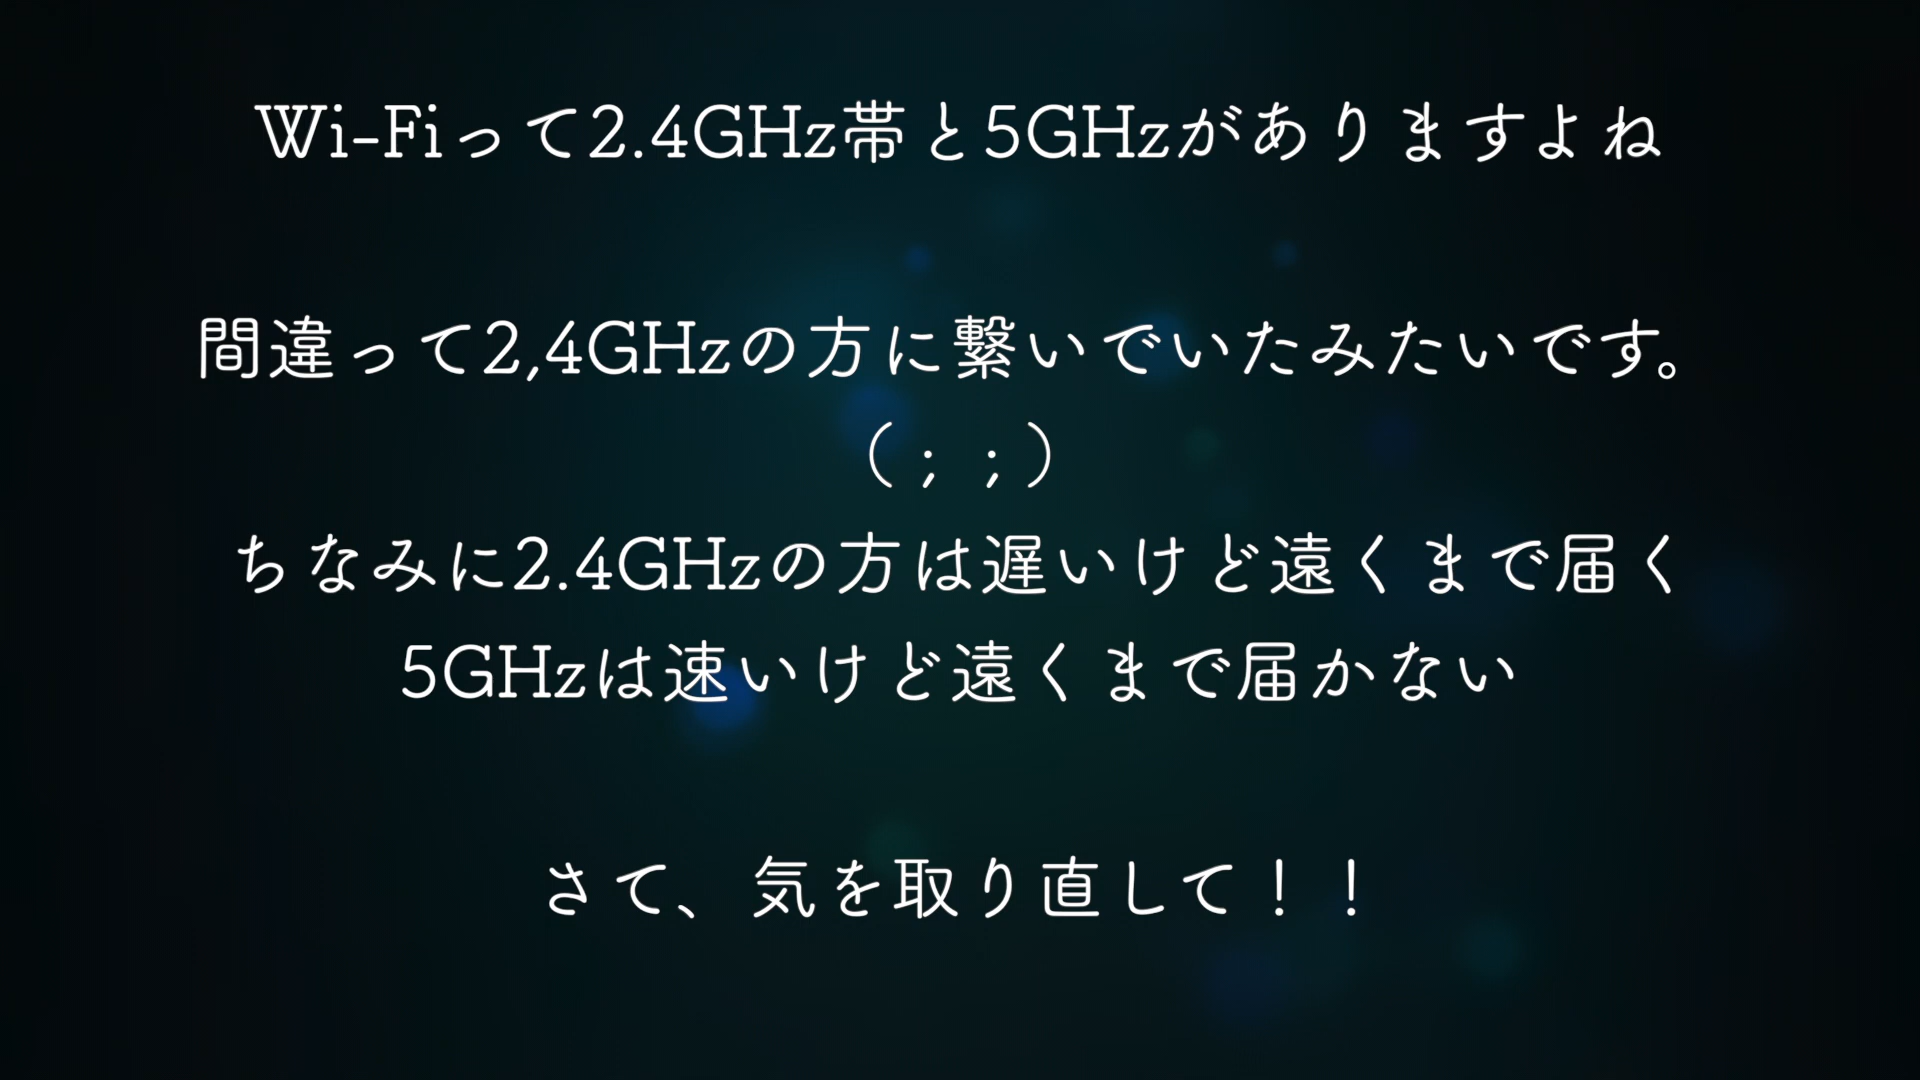 Wi-Fiって2.4GHz帯と5GHzがありますよね
間違って2,4GHzの方に繋いでいたみたいです。
（；；）
ちなみに2.4GHzの方は遅いけど遠くまで届く
5GHzは速いけど遠くまで届かない
さて、気を取り直して！！